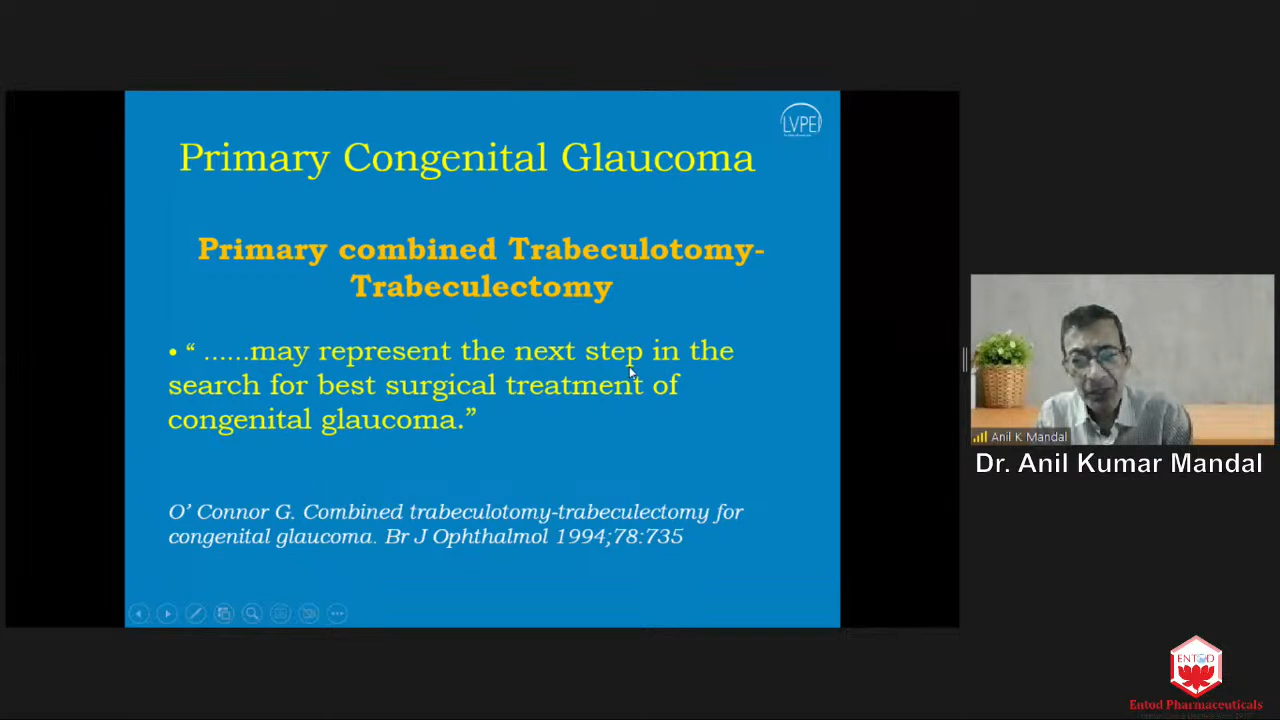 LVPEI
Primary Congenital Glaucoma
Primary combined Trabeculotomy-
Trabeculectomy
• “ ......may represent the next step in the
search for best surgical treatment of
congenital glaucoma.”
O’ Connor G. Combined trabeculotomy-trabeculectomy for
congenital glaucoma. Br J Ophthalmol 1994;78:735
Anil K Mandal
Dr. Anil Kumar Mandal
ENTOD
Entod Pharmaceuticals